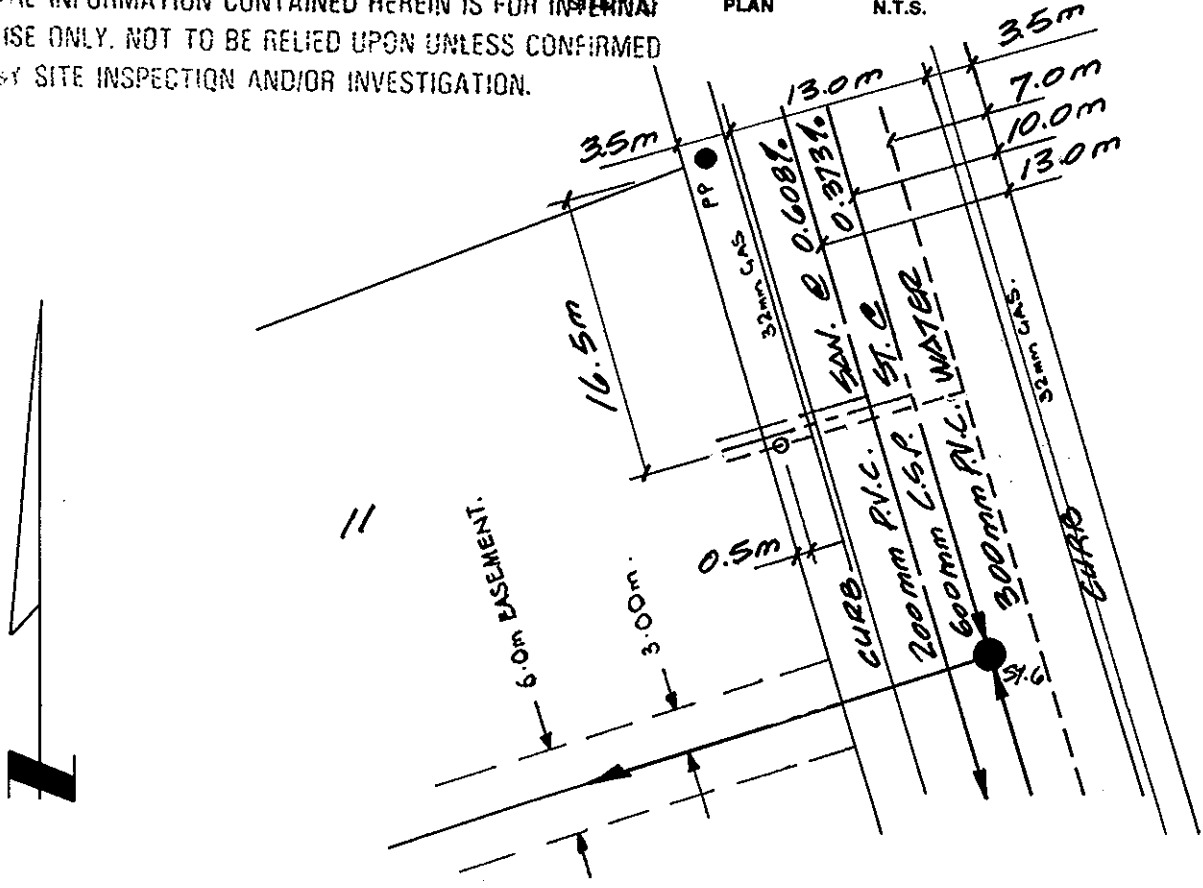 INFORMATION CONTAINED HEREIN IS FOR INTERNAL
USE ONLY. NOT TO BE RELIED UPON UNLESS CONFIRMED
BY SITE INSPECTION AND/OR INVESTIGATION.
PLAN
N.T.S.
3.5m
13.0m
7.0m
10.0m
13.0m
3.5m
PP
16.5m
32mm GAS
200mm P.V.C. SAN. @ 0.608%
600mm C.S.P. ST. @ 0.373%
300mm P.V.C. WATER
32mm GAS.
CURB
CURB
0.5m
11
6.0m EASEMENT.
3.00m.
ST.6